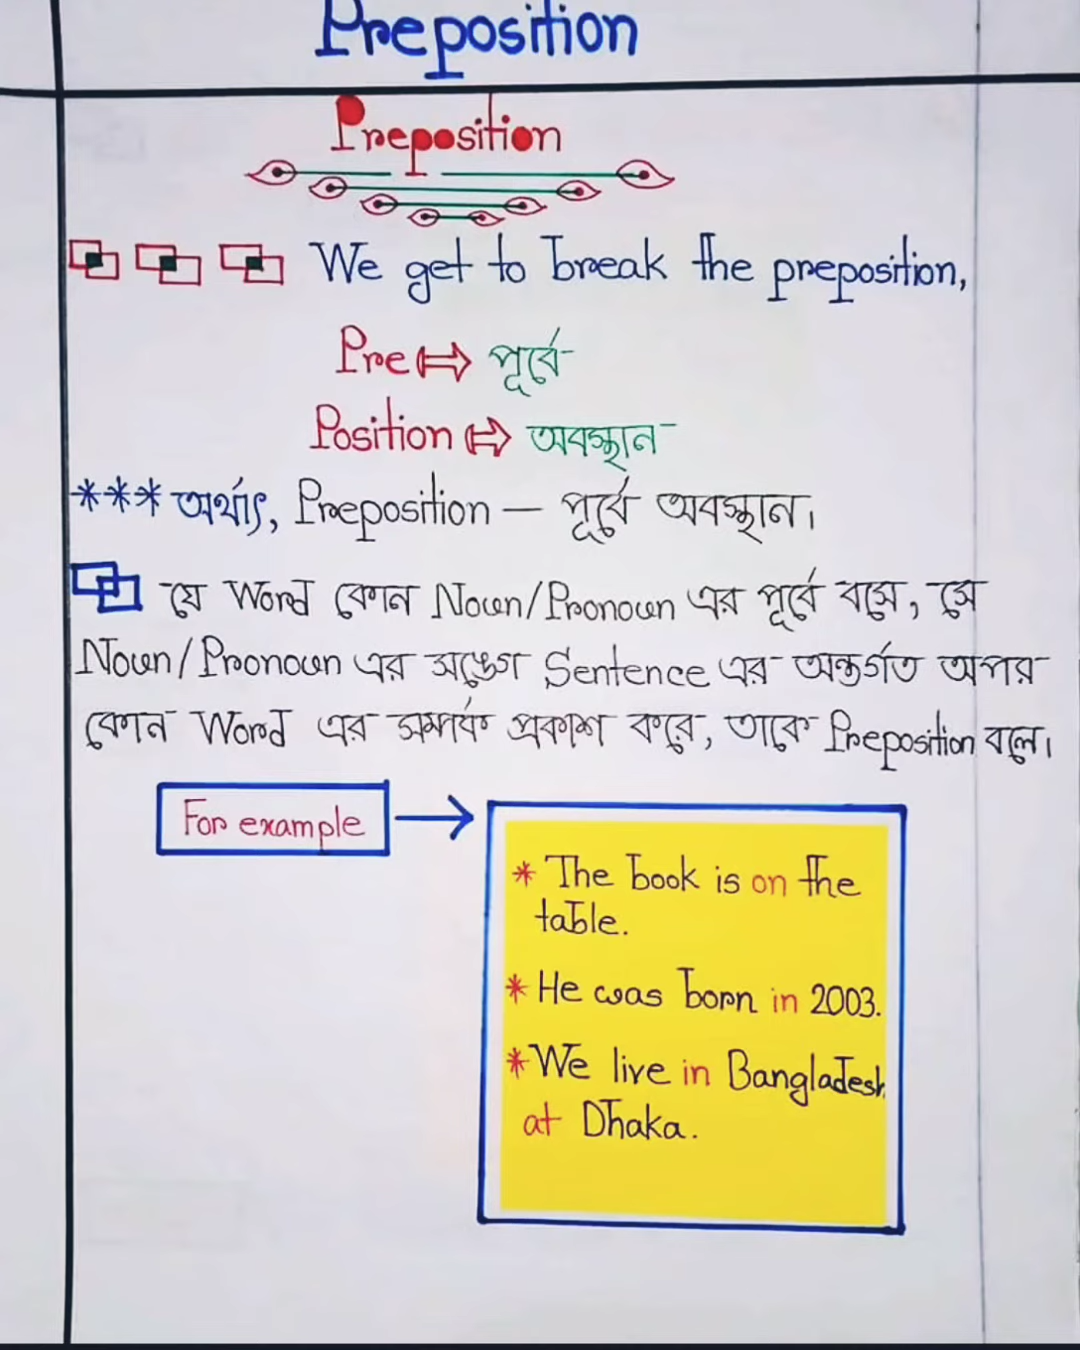 Preposition
Preposition
We get to break the preposition,
Pre ⇔ পূর্বে
Position ⇔ অবস্থান
*** অর্থাৎ, Preposition — পূর্বে অবস্থান।
যে Word কোন Noun/Pronoun এর পূর্বে বসে, সে
Noun/Pronoun এর সঙ্গে Sentence এর অন্তর্গত অপর
কোন Word এর সম্পর্ক প্রকাশ করে, তাকে Preposition বলে।
For example
* The book is on the
table.
* He was born in 2003.
* We live in Bangladesh
at Dhaka.